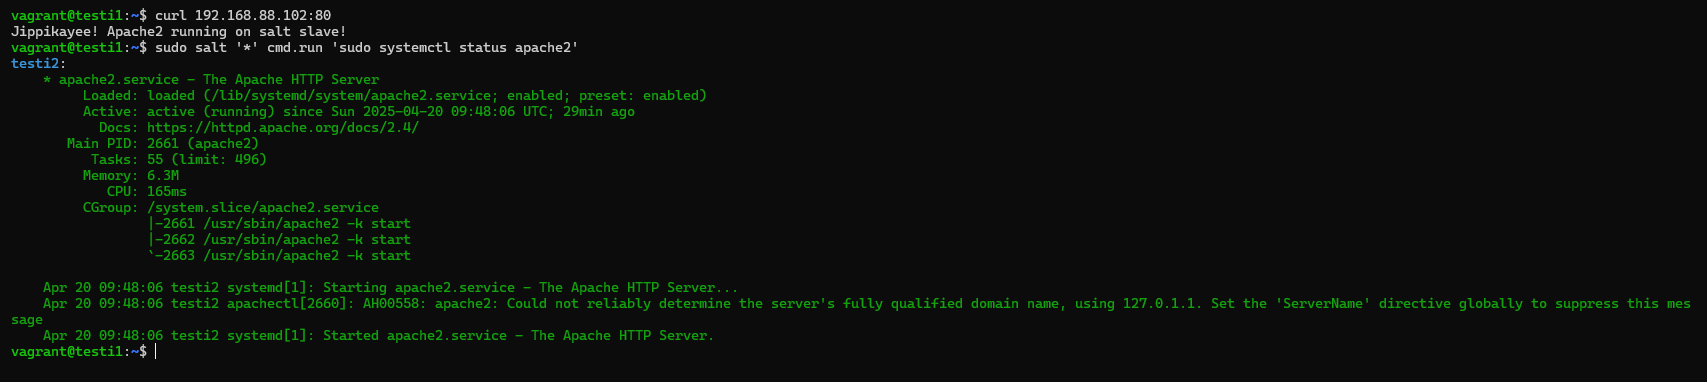 vagrant@testi1:~$ curl 192.168.88.102:80
Jippikayee! Apache2 running on salt slave!
vagrant@testi1:~$ sudo salt '*' cmd.run 'sudo systemctl status apache2'
testi2:
    * apache2.service - The Apache HTTP Server
         Loaded: loaded (/lib/systemd/system/apache2.service; enabled; preset: enabled)
         Active: active (running) since Sun 2025-04-20 09:48:06 UTC; 29min ago
           Docs: https://httpd.apache.org/docs/2.4/
       Main PID: 2661 (apache2)
          Tasks: 55 (limit: 496)
         Memory: 6.3M
            CPU: 165ms
         CGroup: /system.slice/apache2.service
                 |-2661 /usr/sbin/apache2 -k start
                 |-2662 /usr/sbin/apache2 -k start
                 `-2663 /usr/sbin/apache2 -k start
    Apr 20 09:48:06 testi2 systemd[1]: Starting apache2.service - The Apache HTTP Server...
    Apr 20 09:48:06 testi2 apachectl[2660]: AH00558: apache2: Could not reliably determine the server's fully qualified domain name, using 127.0.1.1. Set the 'ServerName' directive globally to suppress this mes
sage
    Apr 20 09:48:06 testi2 systemd[1]: Started apache2.service - The Apache HTTP Server.
vagrant@testi1:~$